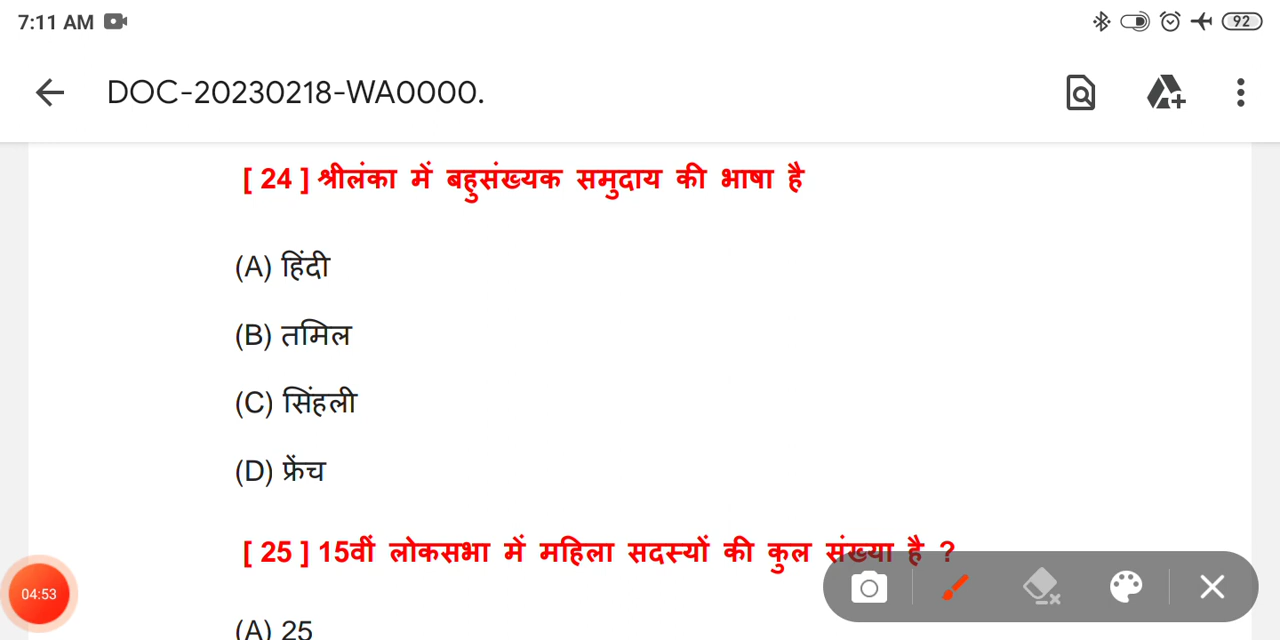 7:11 AM 92
DOC-20230218-WA0000.
[ 24 ] श्रीलंका में बहुसंख्यक समुदाय की भाषा है
(A) हिंदी
(B) तमिल
(C) सिंहली
(D) फ्रेंच
[ 25 ] 15वीं लोकसभा में महिला सदस्यों की कुल संख्या है ?
04:53
(A) 25